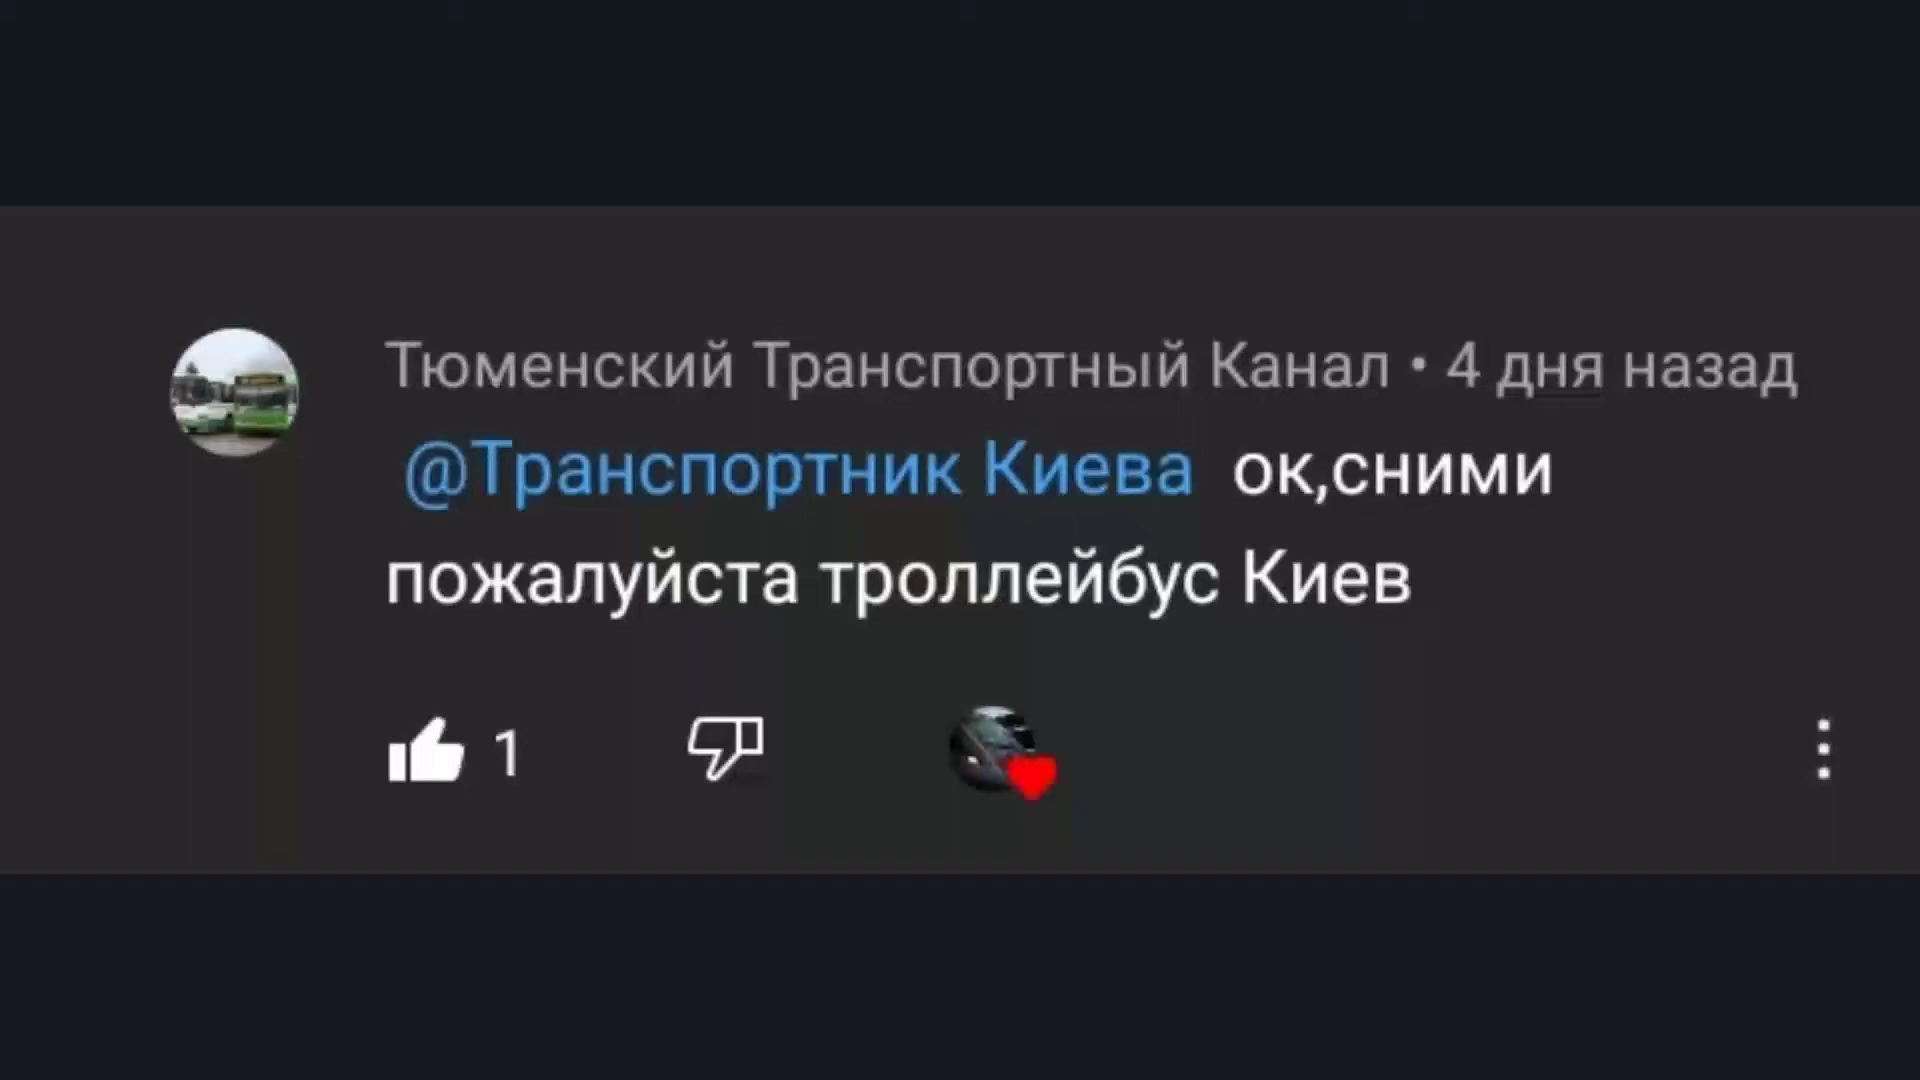 Тюменский Транспортный Канал • 4 дня назад
@Транспортник Киева ок,сними
пожалуйста троллейбус Киев
1